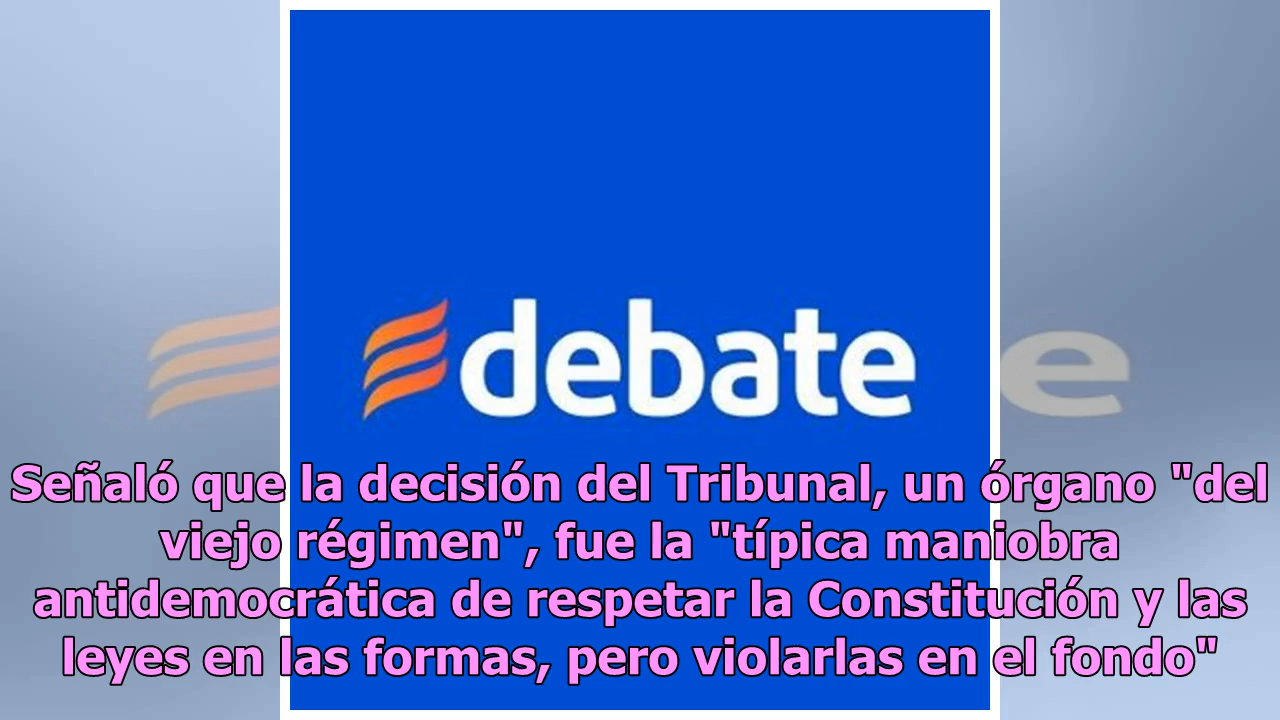 debate
e
Señaló que la decisión del Tribunal, un órgano "del
viejo régimen", fue la "típica maniobra
antidemocrática de respetar la Constitución y las
leyes en las formas, pero violarlas en el fondo"